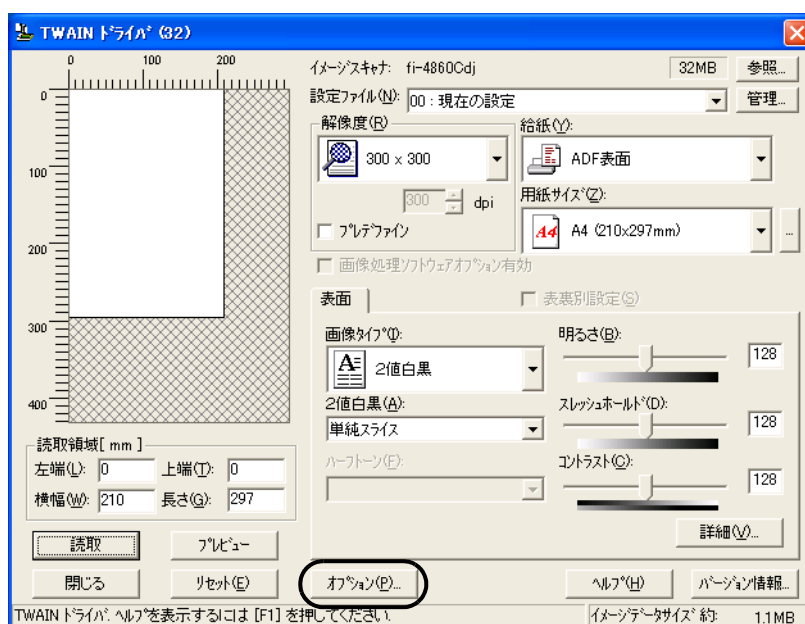 TWAIN ﾄﾞﾗｲﾊﾞ (32)
0 100 200
0
100
200
300
400
ｲﾒｰｼﾞｽｷｬﾅ: fi-4860Cdj 32MB 参照...
設定ﾌｧｲﾙ(N): 00 : 現在の設定 管理...
解像度(R)
300 × 300
300 dpi
ﾌﾟﾚﾃﾞﾌｧｲﾝ
給紙(Y):
ADF表面
用紙ｻｲｽﾞ(Z):
A4 A4 (210x297mm) ...
画像処理ｿﾌﾄｳｪｱｵﾌﾟｼｮﾝ有効
表面 表裏別設定(S)
画像ﾀｲﾌﾟ(I):
A 2値白黒
2値白黒(A):
単純ｽﾗｲｽ
ﾊｰﾌﾄｰﾝ(F):
明るさ(B):
128
ｽﾚｯｼｭﾎｰﾙﾄﾞ(D):
128
ｺﾝﾄﾗｽﾄ(C):
128
詳細(V)...
読取領域[ mm ]
左端(L): 0 上端(T): 0
横幅(W): 210 長さ(G): 297
読取 ﾌﾟﾚﾋﾞｭｰ
閉じる ﾘｾｯﾄ(E) ｵﾌﾟｼｮﾝ(P)... ﾍﾙﾌﾟ(H) ﾊﾞｰｼﾞｮﾝ情報...
TWAIN ﾄﾞﾗｲﾊﾞ. ﾍﾙﾌﾟを表示するには [F1] を押してください. ｲﾒｰｼﾞﾃﾞｰﾀｻｲｽﾞ 約: 1.1MB